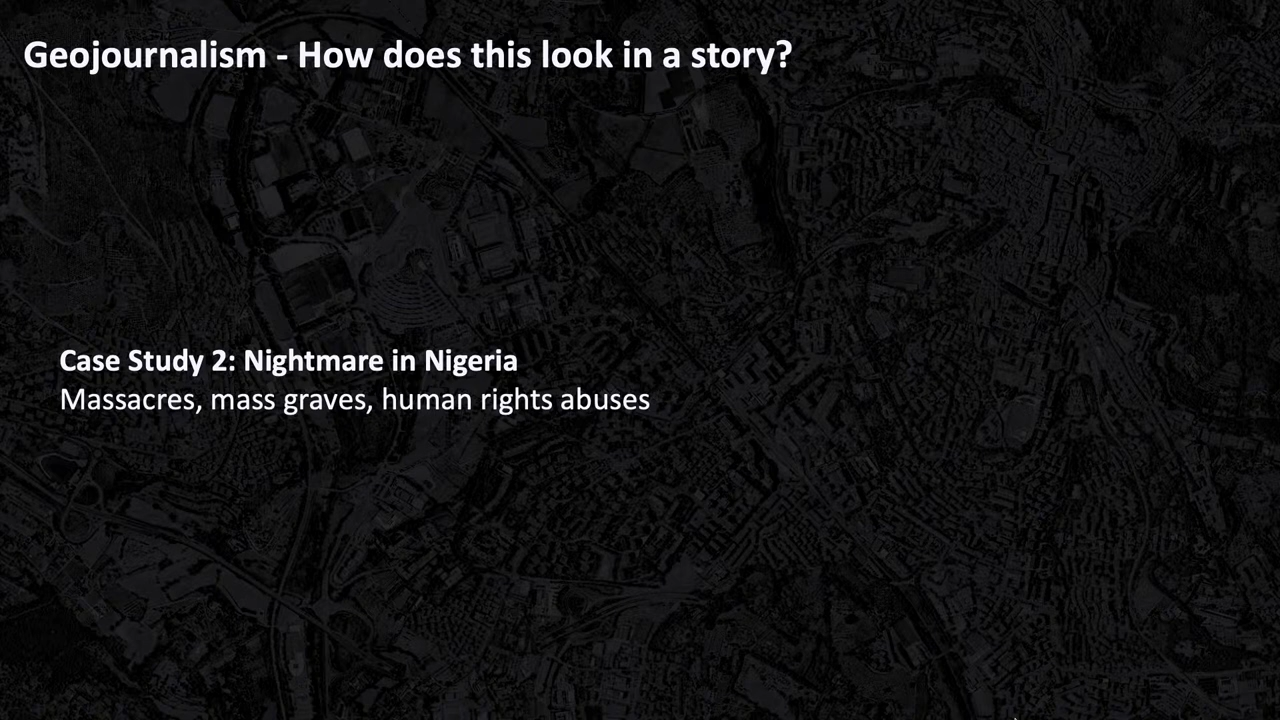 Geojournalism - How does this look in a story?
Case Study 2: Nightmare in Nigeria
Massacres, mass graves, human rights abuses